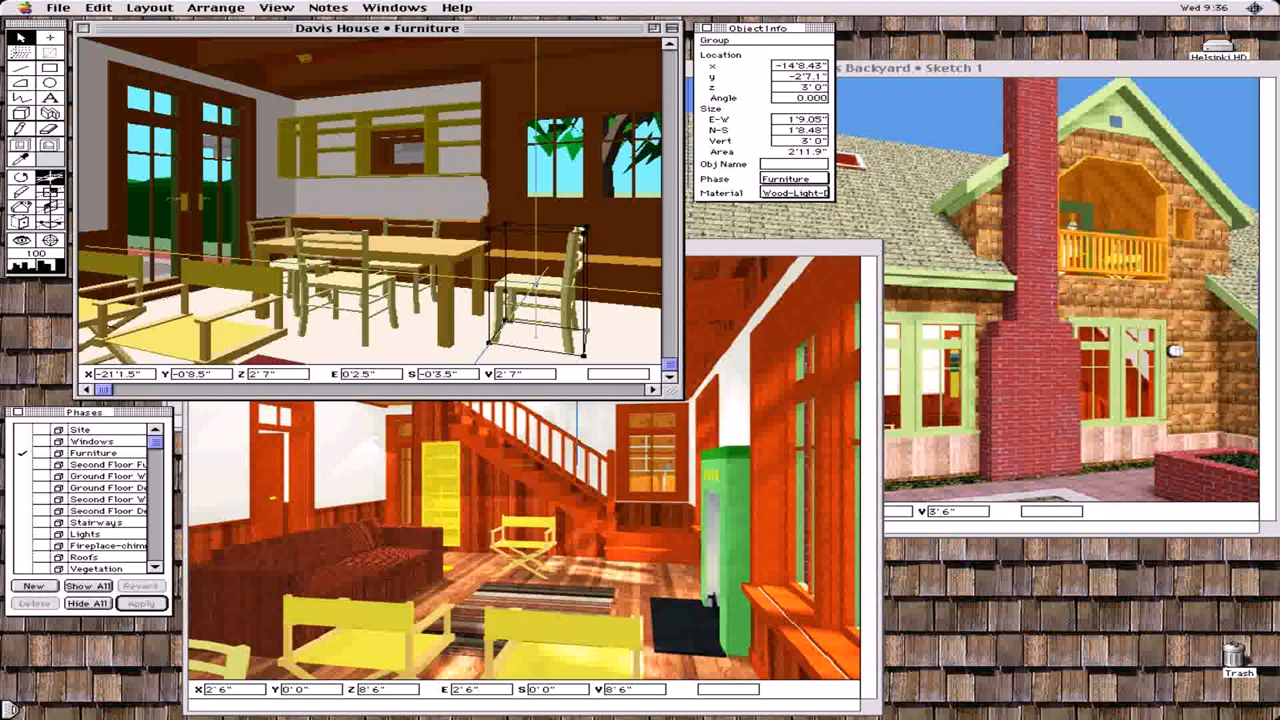 File Edit Layout Arrange View Notes Windows Help
Wed 9:36
Davis House • Furniture
Object Info
Group
Location
x -14'8.43"
y -2'7.1"
z 3' 0"
Angle 0.000
Size
E-W 1'9.05"
N-S 1'8.48"
Vert 3' 0"
Area 2'11.9"
Obj Name
Phase Furniture
Material Wood-Light-
Helsinki HD
s Backyard • Sketch 1
100
X -21'1.5" Y -0'8.5" Z 2' 7" E 0'2.5" S -0'3.5" V 2' 7"
Phases
Site
Windows
Furniture
Second Floor Fu
Ground Floor W
Ground Floor De
Second Floor W
Second Floor De
Stairways
Lights
Fireplace-chim
Roofs
Vegetation
New Show All Revert
Delete Hide All Apply
V 3' 6"
X 2' 6" Y 0' 0" Z 8' 6" E 2' 6" S 0' 0" V 8' 6"
Trash